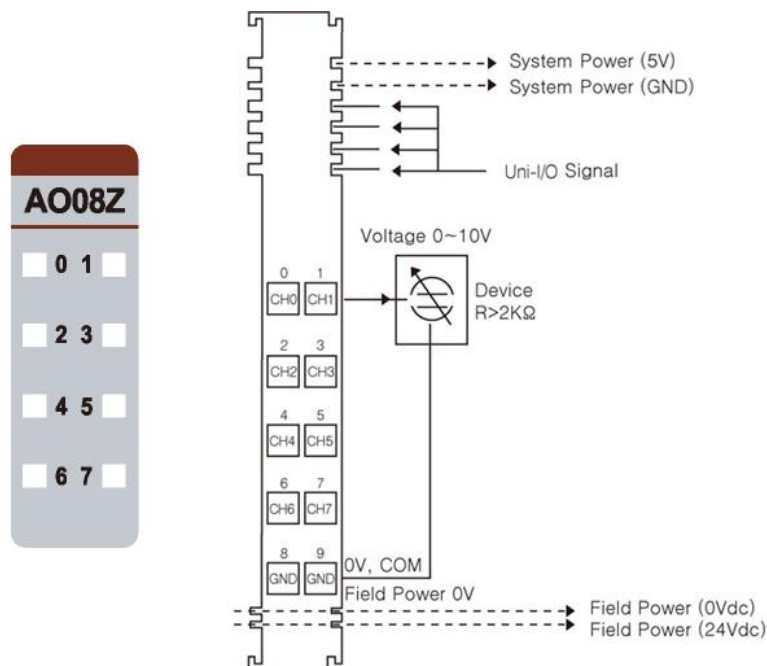 AO08Z
0 1
2 3
4 5
6 7
System Power (5V)
System Power (GND)
Uni-I/O Signal
Voltage 0~10V
Device
R>2KΩ
0 1
CH0 CH1
2 3
CH2 CH3
4 5
CH4 CH5
6 7
CH6 CH7
8 9
GND GND
0V, COM
Field Power 0V
Field Power (0Vdc)
Field Power (24Vdc)